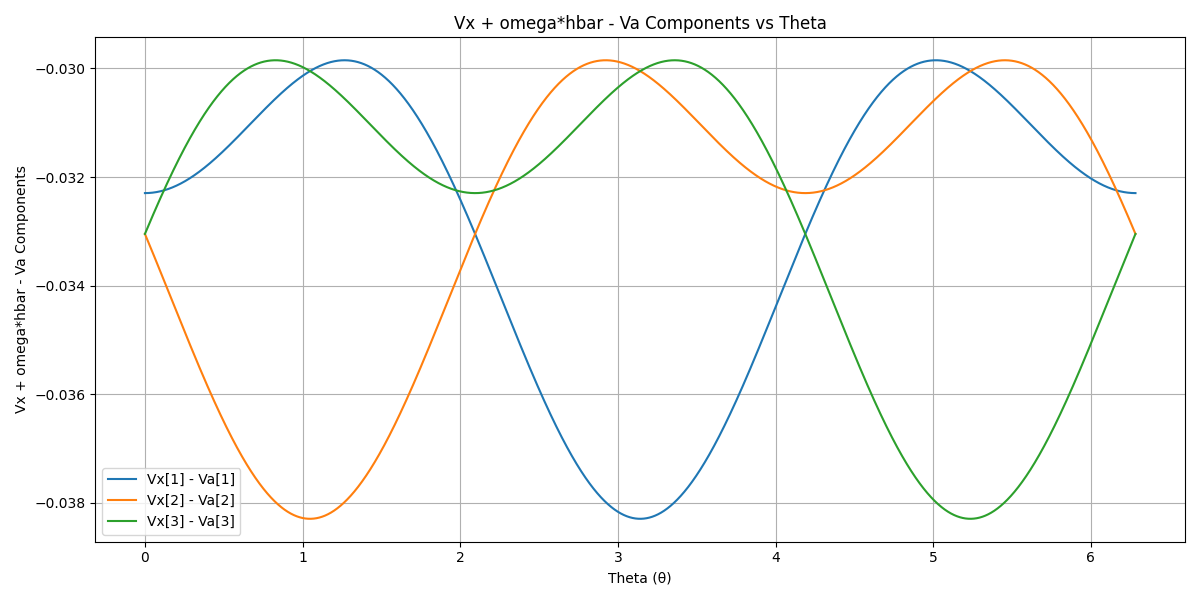 Vx + omega*hbar - Va Components vs Theta
Vx + omega*hbar - Va Components
−0.030
−0.032
−0.034
−0.036
−0.038
Vx[1] - Va[1]
Vx[2] - Va[2]
Vx[3] - Va[3]
0 1 2 3 4 5 6
Theta (θ)